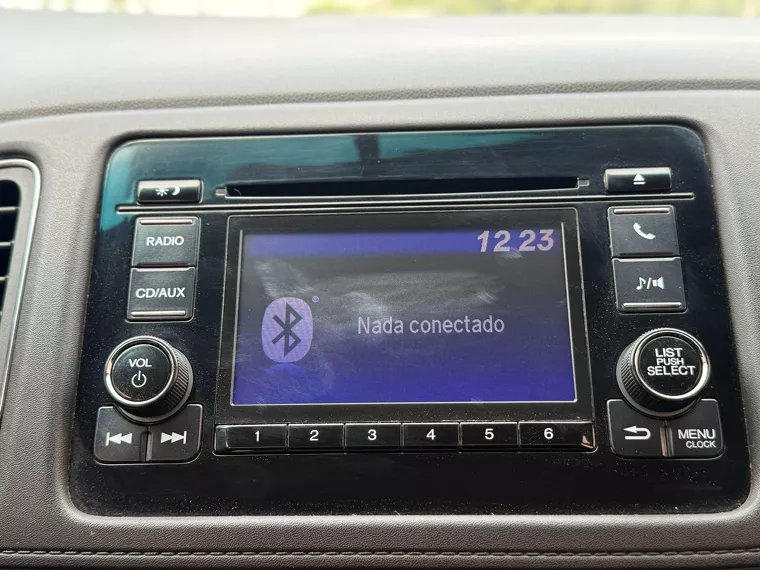 RADIO
CD/AUX
VOL
12 23
Nada conectado
LIST
PUSH
SELECT
1 2 3 4 5 6
MENU
CLOCK